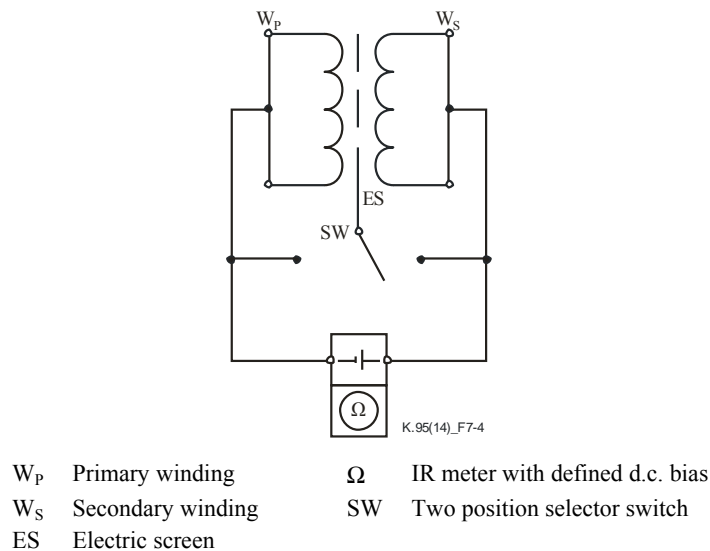 W_P W_S
ES
SW
Ω
K.95(14)_F7-4
W_P Primary winding Ω IR meter with defined d.c. bias
W_S Secondary winding SW Two position selector switch
ES Electric screen